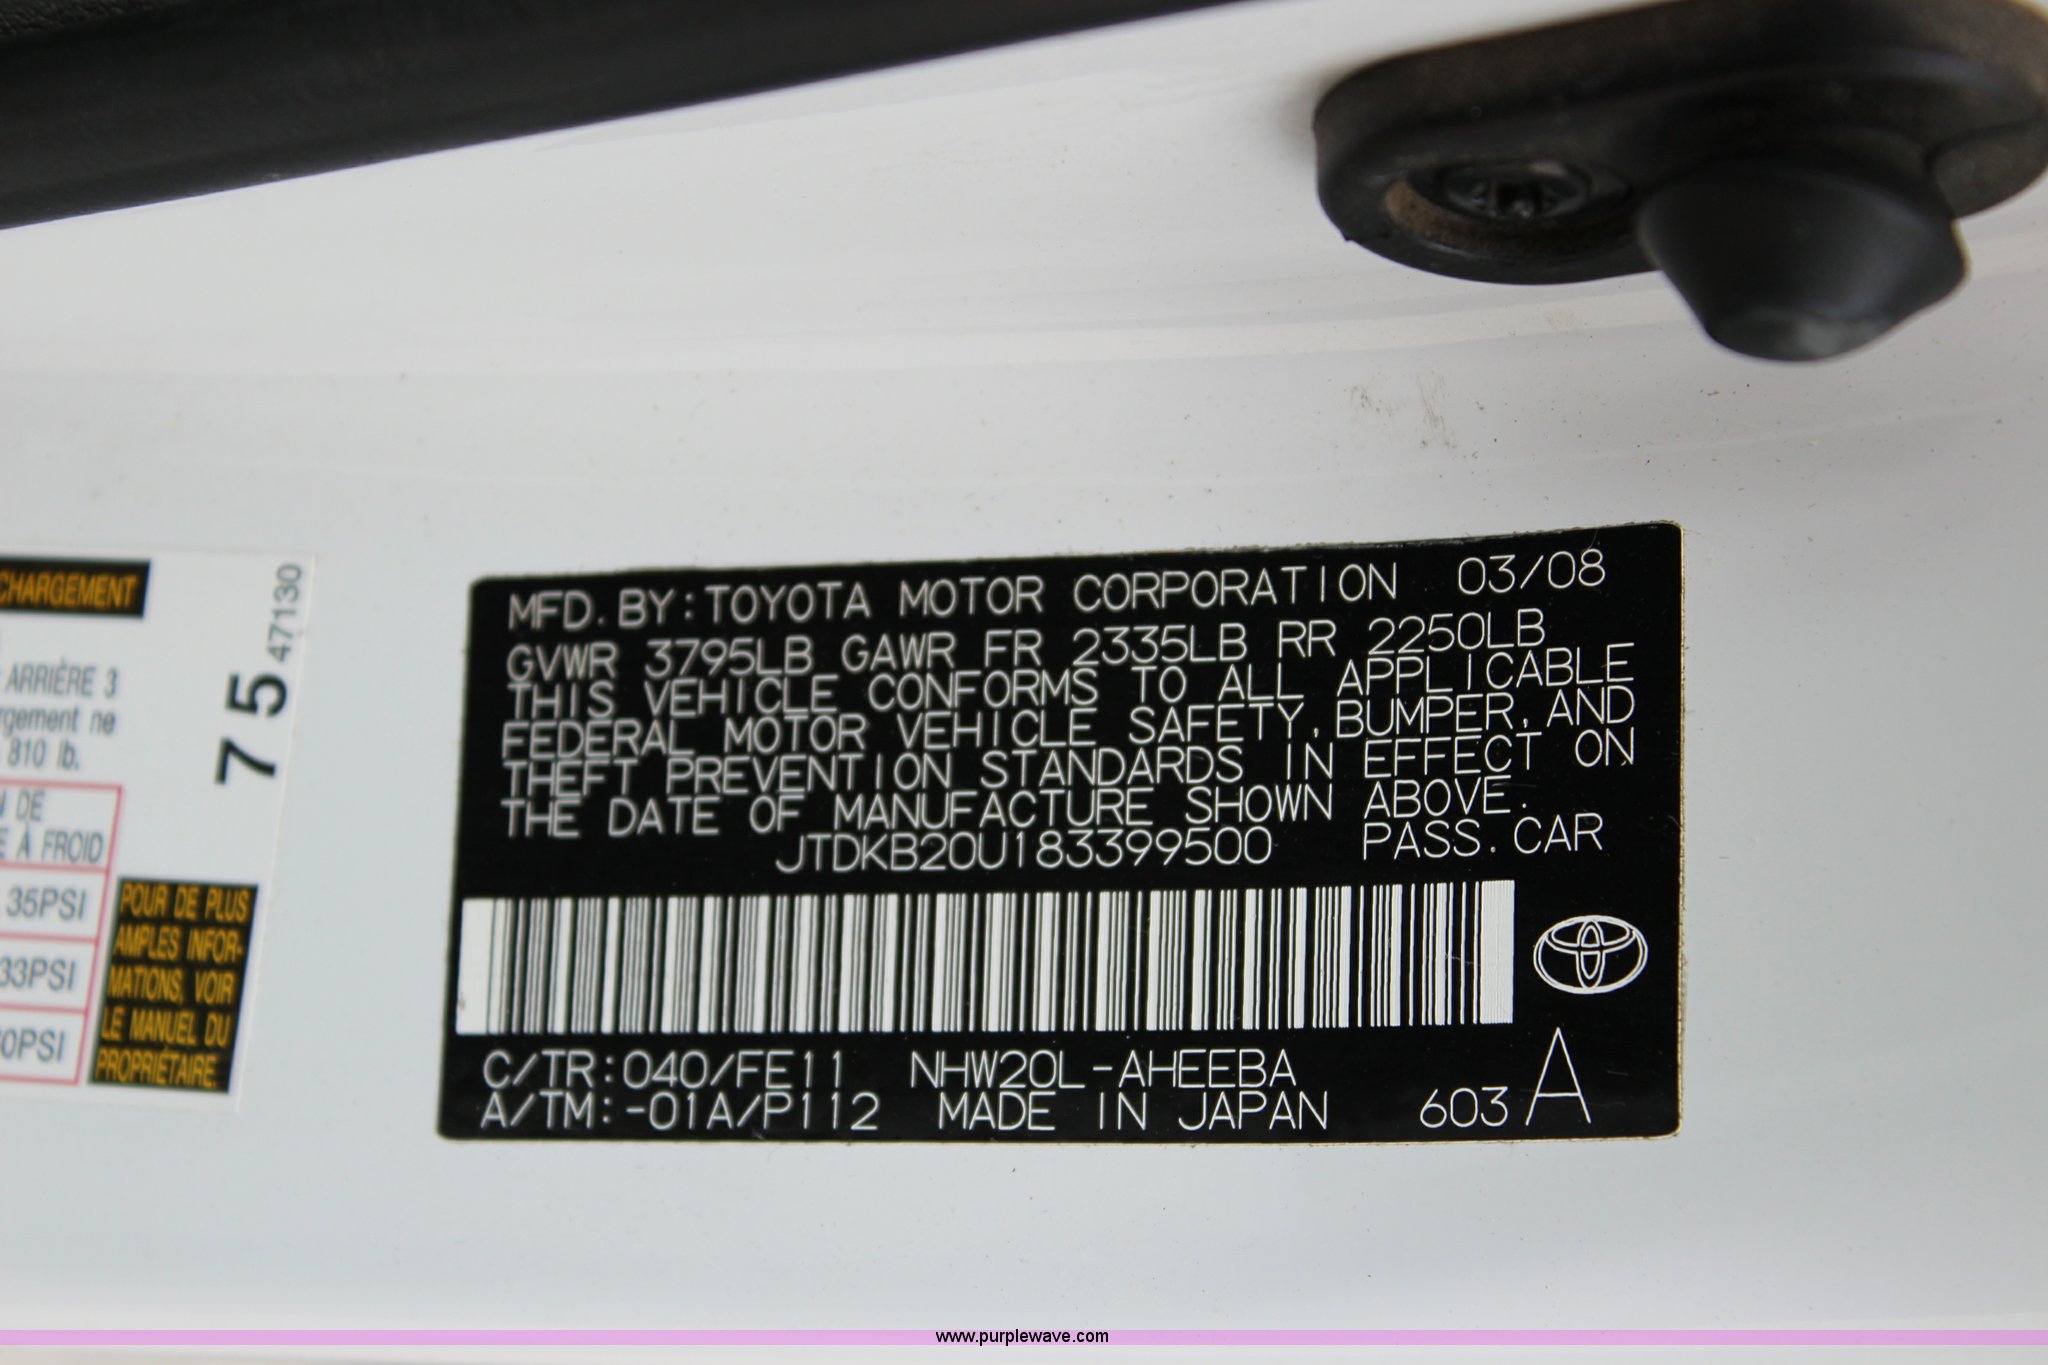 CHARGEMENT
ARRIÈRE 3
ne
810 lb.
DE
À FROID
35PSI
33PSI
0PSI
POUR DE PLUS
AMPLES INFOR-
MATIONS, VOIR
LE MANUEL DU
PROPRIÉTAIRE.
75
47130
MFD. BY: TOYOTA MOTOR CORPORATION 03/08
GVWR 3795LB GAWR FR 2335LB RR 2250LB
THIS VEHICLE CONFORMS TO ALL APPLICABLE
FEDERAL MOTOR VEHICLE SAFETY, BUMPER, AND
THEFT PREVENTION STANDARDS IN EFFECT ON
THE DATE OF MANUFACTURE SHOWN ABOVE.
JTDKB20U183399500 PASS. CAR
C/TR: 040/FE11 NHW20L-AHEEBA
A/TM: -01A/P112 MADE IN JAPAN 603 A
www.purplewave.com